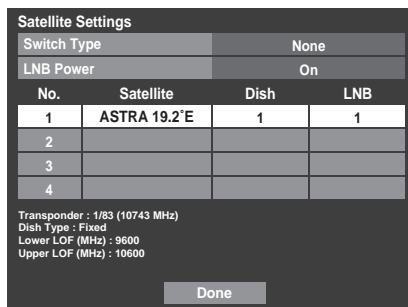 Satellite Settings
Switch Type None
LNB Power On
No. Satellite Dish LNB
1 ASTRA 19.2˚E 1 1
2
3
4
Transponder : 1/83 (10743 MHz)
Dish Type : Fixed
Lower LOF (MHz) : 9600
Upper LOF (MHz) : 10600
Done